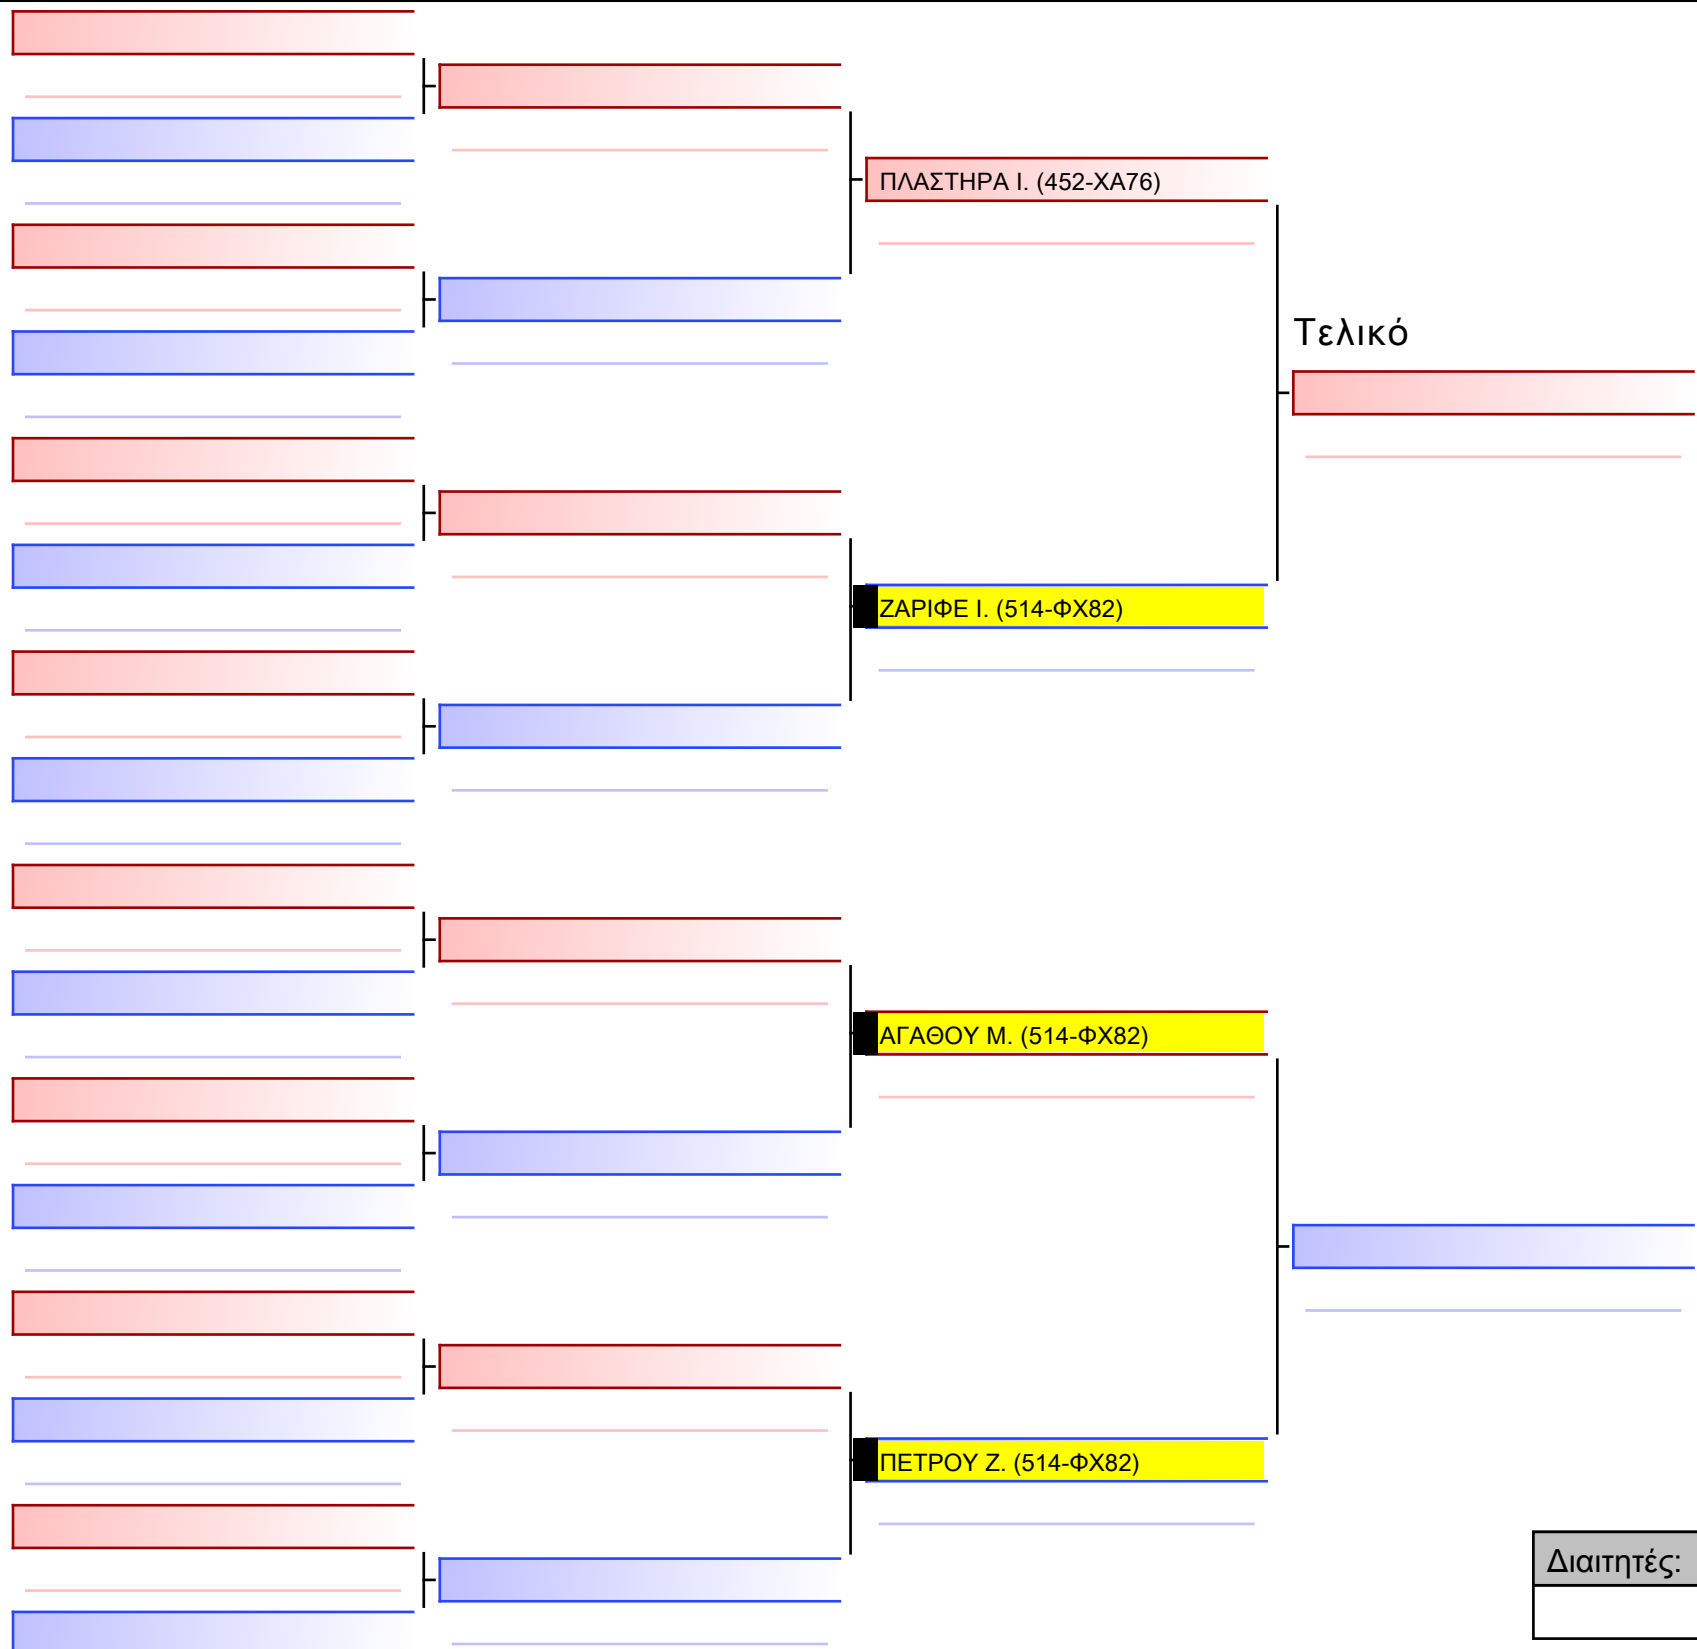 ΠΛΑΣΤΗΡΑ Ι. (452-ΧΑ76)
Τελικό
ΖΑΡΙΦΕ Ι. (514-ΦΧ82)
ΑΓΑΘΟΥ Μ. (514-ΦΧ82)
ΠΕΤΡΟΥ Ζ. (514-ΦΧ82)
Διαιτητές: